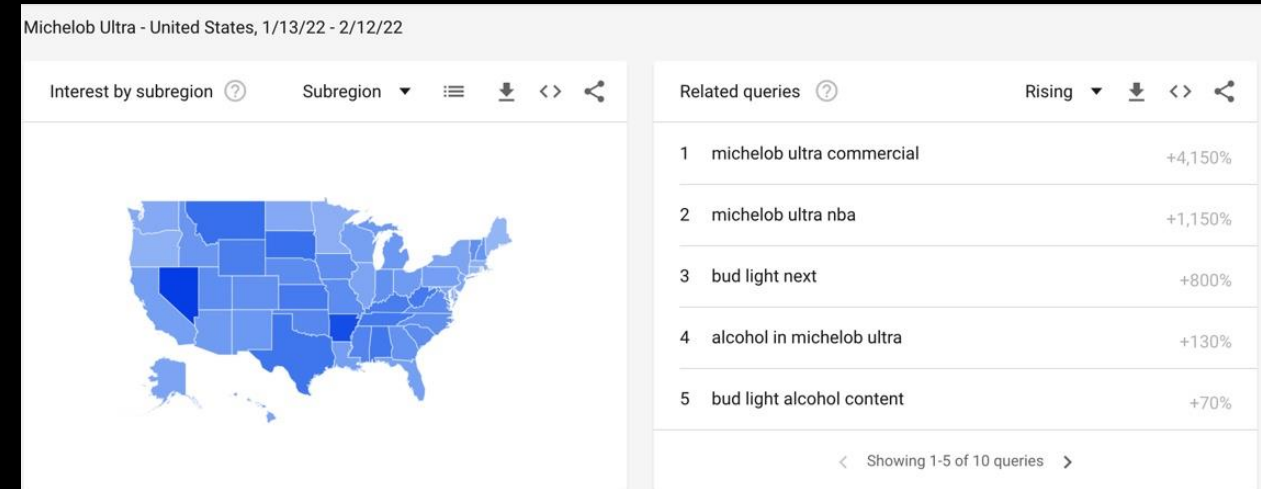 Michelob Ultra - United States, 1/13/22 - 2/12/22
Interest by subregion
Subregion
Related queries
Rising
1 michelob ultra commercial +4,150%
2 michelob ultra nba +1,150%
3 bud light next +800%
4 alcohol in michelob ultra +130%
5 bud light alcohol content +70%
Showing 1-5 of 10 queries